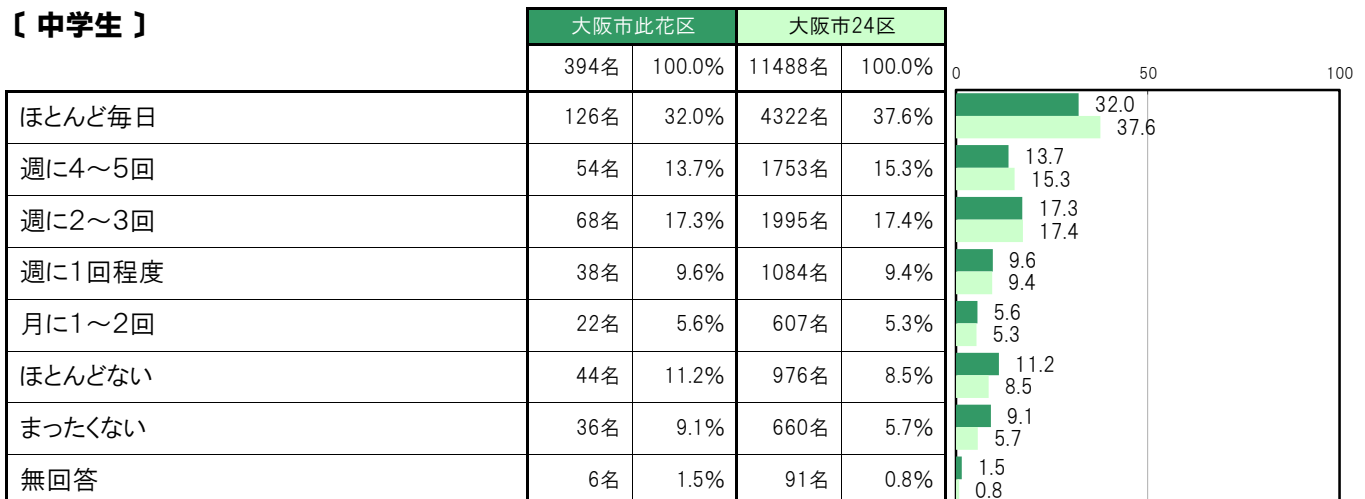 〔 中学生 〕
大阪市此花区 大阪市24区
394名 100.0% 11488名 100.0% 0 50 100
ほとんど毎日 126名 32.0% 4322名 37.6% 32.0
37.6
週に4～5回 54名 13.7% 1753名 15.3% 13.7
15.3
週に2～3回 68名 17.3% 1995名 17.4% 17.3
17.4
週に1回程度 38名 9.6% 1084名 9.4% 9.6
9.4
月に1～2回 22名 5.6% 607名 5.3% 5.6
5.3
ほとんどない 44名 11.2% 976名 8.5% 11.2
8.5
まったくない 36名 9.1% 660名 5.7% 9.1
5.7
無回答 6名 1.5% 91名 0.8% 1.5
0.8